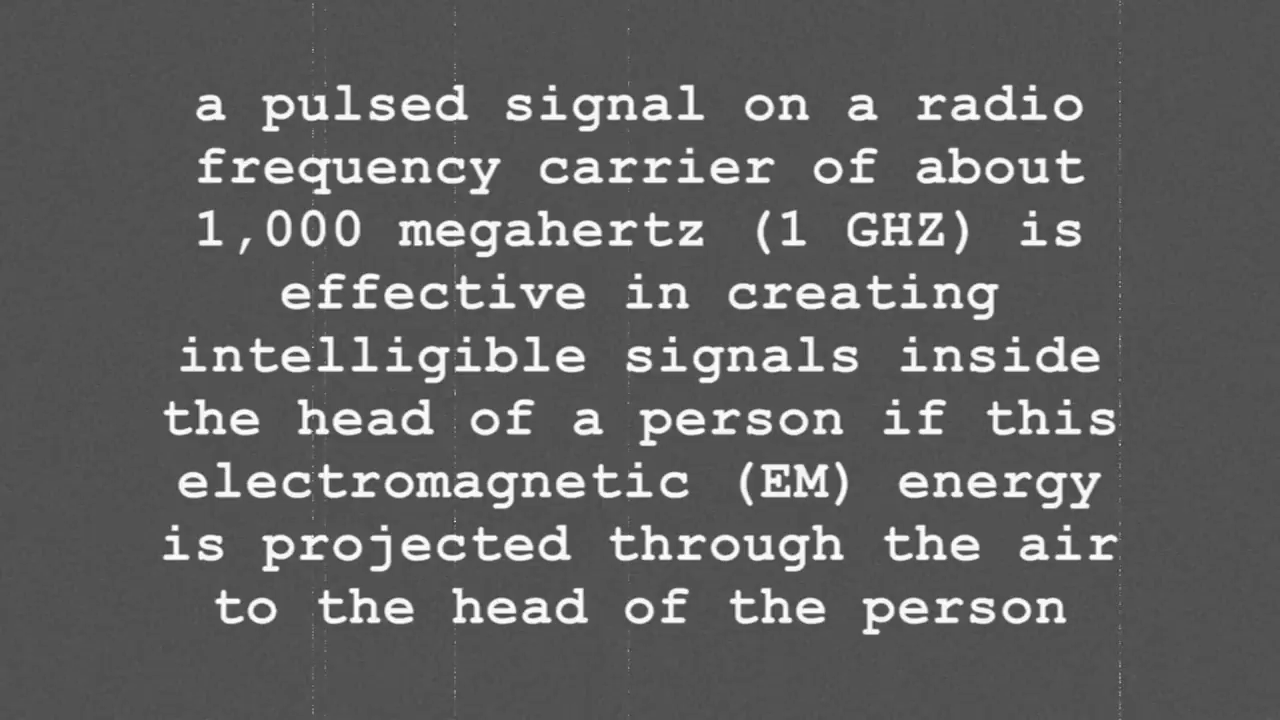 a pulsed signal on a radio
frequency carrier of about
1,000 megahertz (1 GHZ) is
effective in creating
intelligible signals inside
the head of a person if this
electromagnetic (EM) energy
is projected through the air
to the head of the person